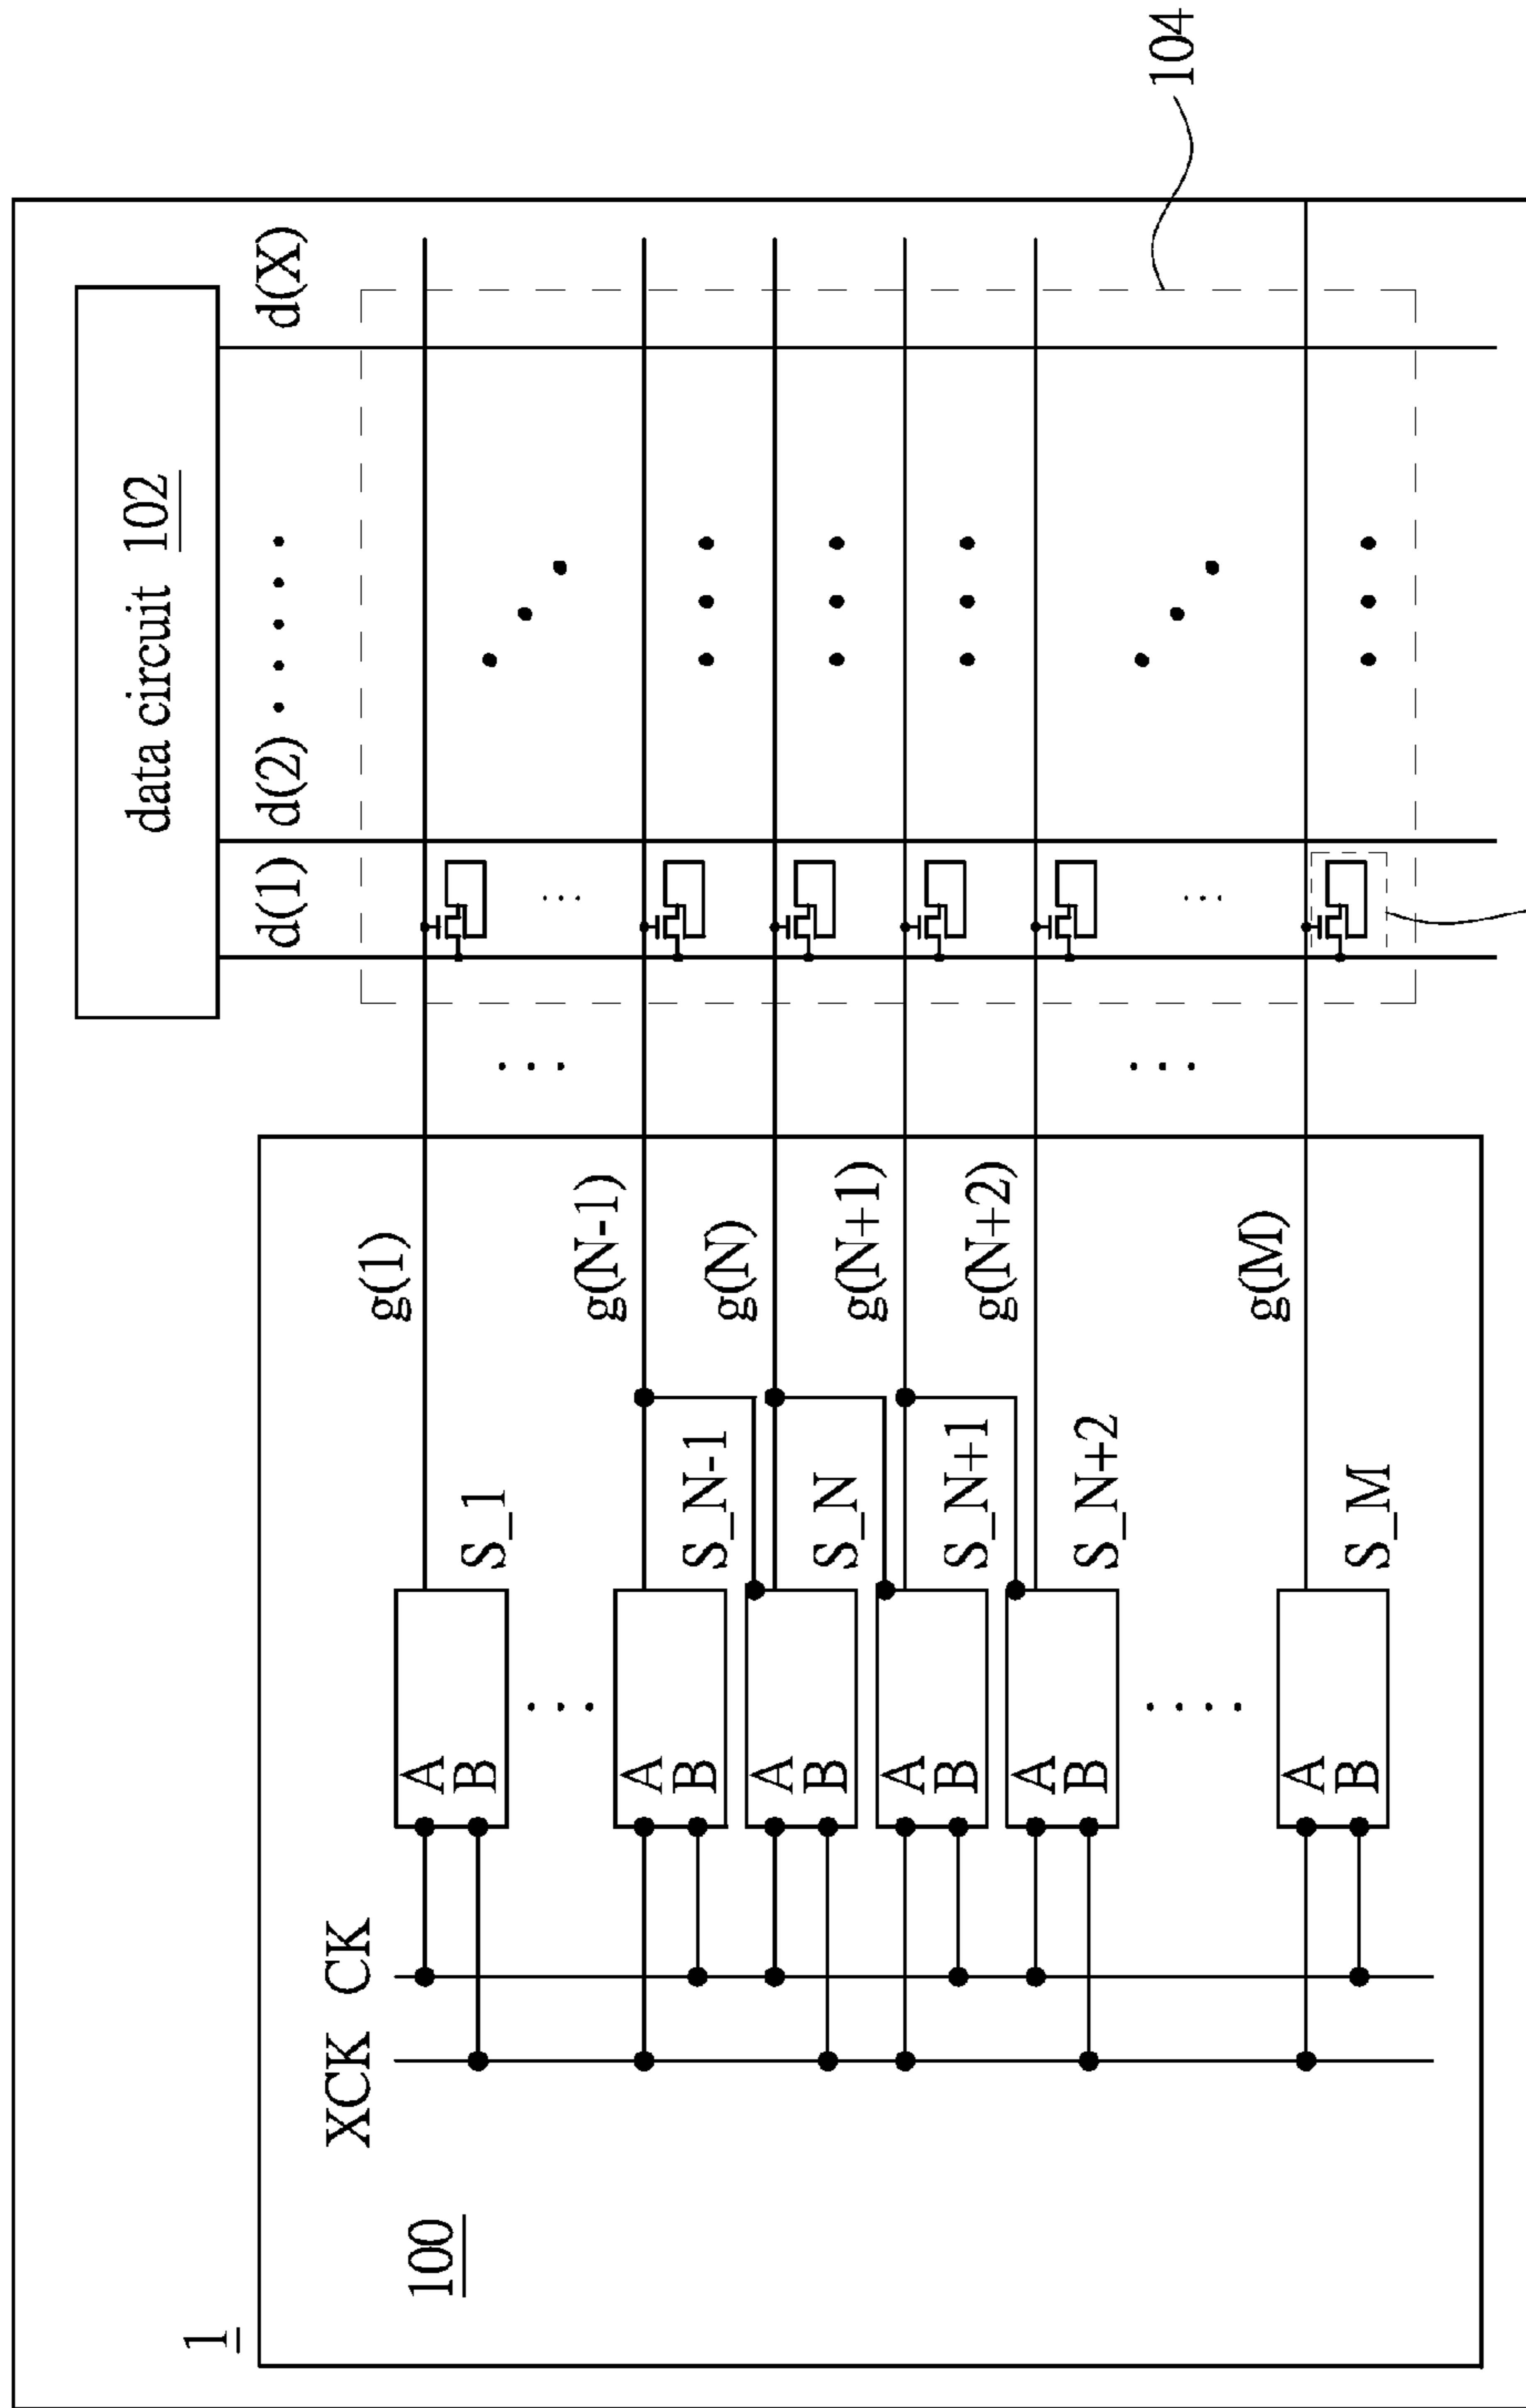 1
data circuit 102
d(1) d(2) d(X)
104
100
XCK CK
g(1)
A
B
S_1
g(N-1)
A
B
S_N-1
g(N)
A
B
S_N
g(N+1)
A
B
S_N+1
g(N+2)
A
B
S_N+2
g(M)
A
B
S_M